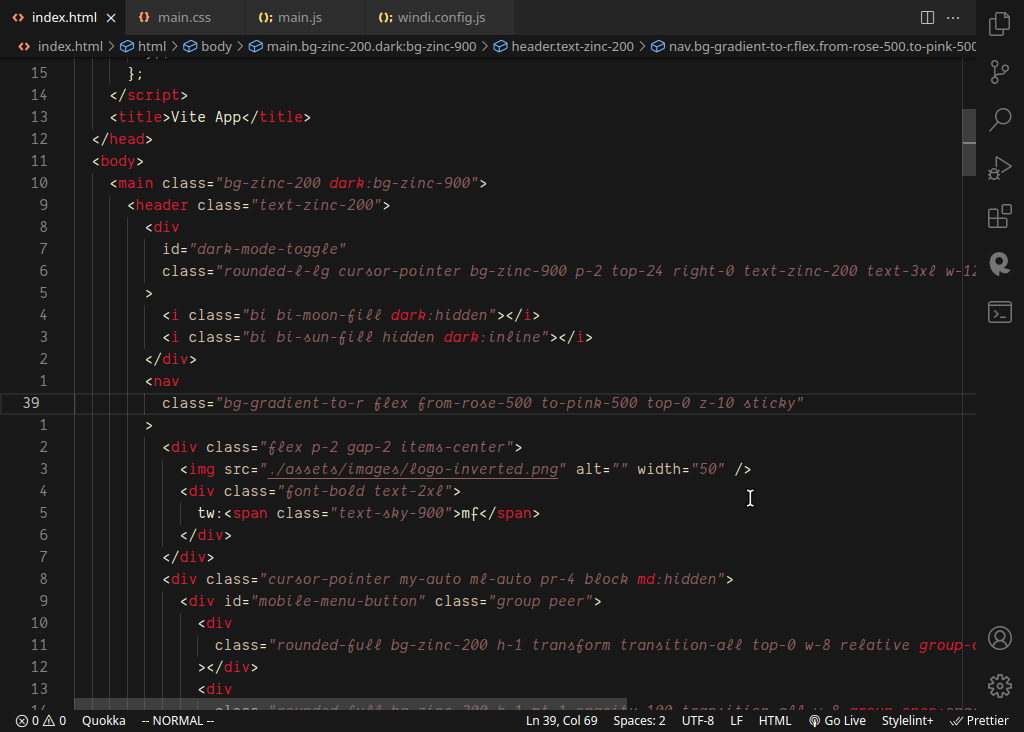 index.html main.css main.js windi.config.js
index.html > html > body > main.bg-zinc-200.dark:bg-zinc-900 > header.text-zinc-200 > nav.bg-gradient-to-r.flex.from-rose-500.to-pink-500
15 };
14 </script>
13 <title>Vite App</title>
12 </head>
11 <body>
10 <main class="bg-zinc-200 dark:bg-zinc-900">
9 <header class="text-zinc-200">
8 <div
7 id="dark-mode-toggle"
6 class="rounded-l-lg cursor-pointer bg-zinc-900 p-2 top-24 right-0 text-zinc-200 text-3xl w-12
5 >
4 <i class="bi bi-moon-fill dark:hidden"></i>
3 <i class="bi bi-sun-fill hidden dark:inline"></i>
2 </div>
1 <nav
39 class="bg-gradient-to-r flex from-rose-500 to-pink-500 top-0 z-10 sticky"
1 >
2 <div class="flex p-2 gap-2 items-center">
3 <img src="./assets/images/logo-inverted.png" alt="" width="50" />
4 <div class="font-bold text-2xl">
5 tw:<span class="text-sky-900">mf</span>
6 </div>
7 </div>
8 <div class="cursor-pointer my-auto ml-auto pr-4 block md:hidden">
9 <div id="mobile-menu-button" class="group peer">
10 <div
11 class="rounded-full bg-zinc-200 h-1 transform transition-all top-0 w-8 relative group-
12 ></div>
13 <div
0 0 Quokka -- NORMAL -- Ln 39, Col 69 Spaces: 2 UTF-8 LF HTML Go Live Stylelint+ Prettier